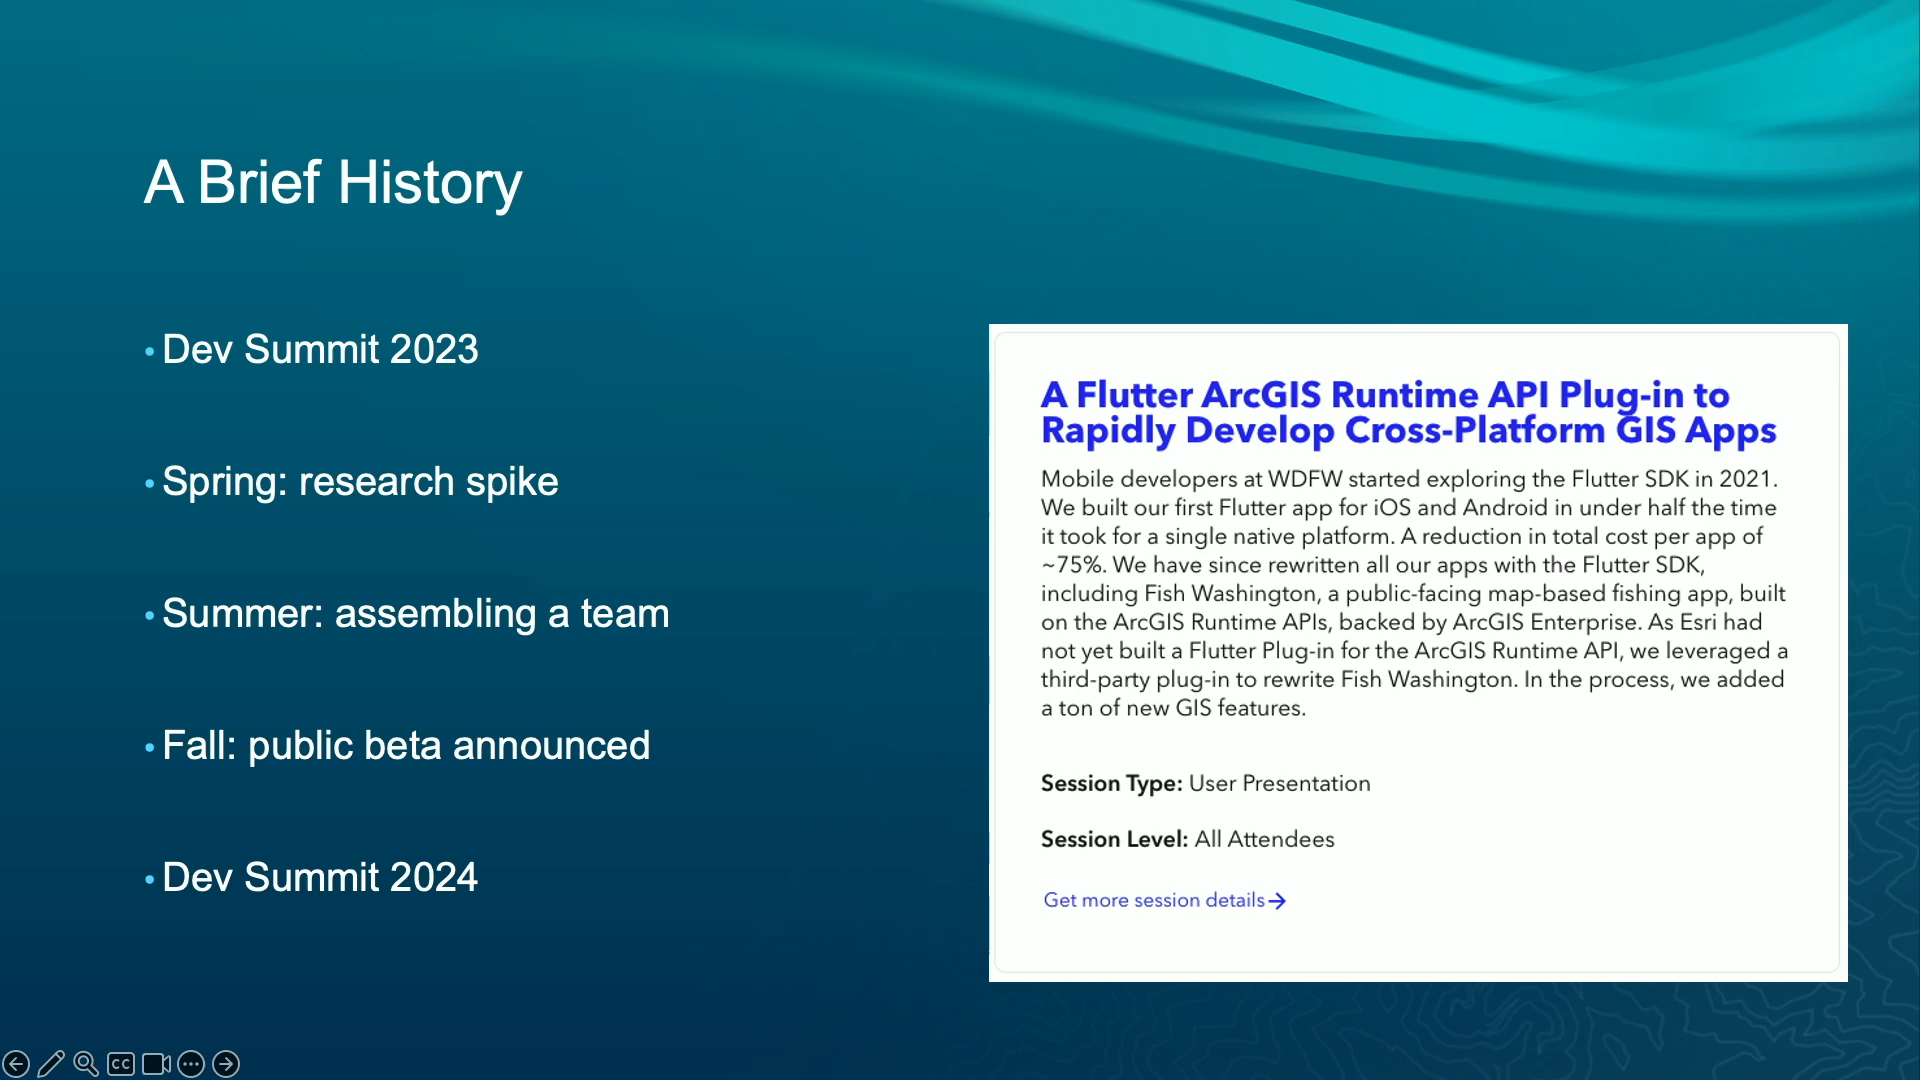 A Brief History
• Dev Summit 2023
• Spring: research spike
• Summer: assembling a team
• Fall: public beta announced
• Dev Summit 2024
A Flutter ArcGIS Runtime API Plug-in to
Rapidly Develop Cross-Platform GIS Apps
Mobile developers at WDFW started exploring the Flutter SDK in 2021.
We built our first Flutter app for iOS and Android in under half the time
it took for a single native platform. A reduction in total cost per app of
~75%. We have since rewritten all our apps with the Flutter SDK,
including Fish Washington, a public-facing map-based fishing app, built
on the ArcGIS Runtime APIs, backed by ArcGIS Enterprise. As Esri had
not yet built a Flutter Plug-in for the ArcGIS Runtime API, we leveraged a
third-party plug-in to rewrite Fish Washington. In the process, we added
a ton of new GIS features.
Session Type: User Presentation
Session Level: All Attendees
Get more session details→
CC